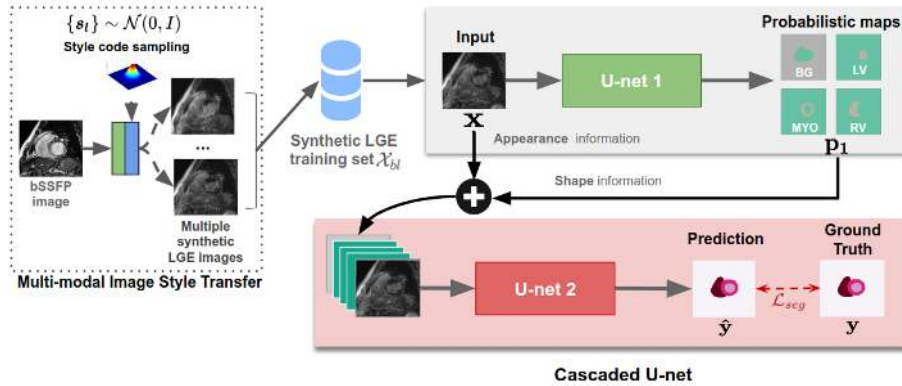 {s_l} ~ N(0, I)
Style code sampling
bSSFP
image
...
Multiple
synthetic
LGE images
Multi-modal Image Style Transfer
Synthetic LGE
training set X_bl
Input
x
U-net 1
Probabilistic maps
BG
LV
MYO
RV
p_1
Appearance information
Shape information
+
U-net 2
Prediction
ŷ
L_seg
Ground
Truth
y
Cascaded U-net